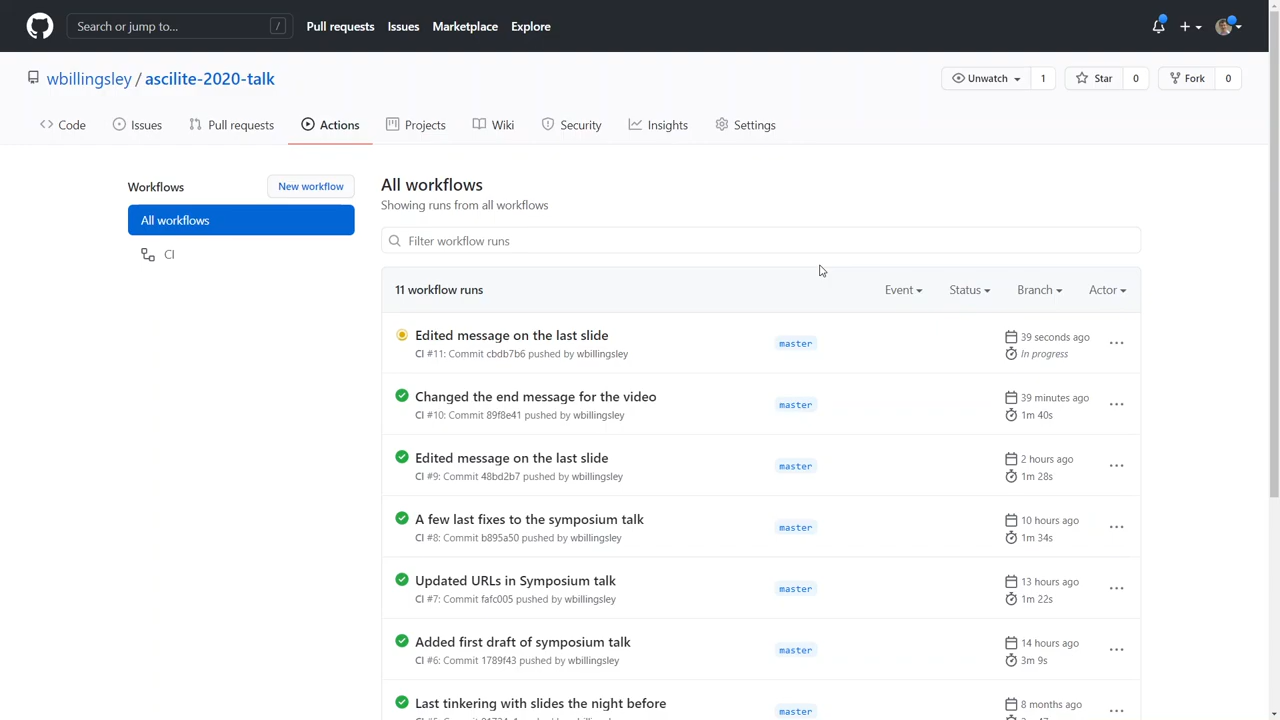 Search or jump to... /
Pull requests Issues Marketplace Explore
wbillingsley / ascilite-2020-talk
Unwatch 1 Star 0 Fork 0
Code Issues Pull requests Actions Projects Wiki Security Insights Settings
Workflows New workflow
All workflows
CI
All workflows
Showing runs from all workflows
Filter workflow runs
11 workflow runs Event Status Branch Actor
Edited message on the last slide
CI #11: Commit cbdb7b6 pushed by wbillingsley
master
39 seconds ago
In progress
Changed the end message for the video
CI #10: Commit 89f8e41 pushed by wbillingsley
master
39 minutes ago
1m 40s
Edited message on the last slide
CI #9: Commit 48bd2b7 pushed by wbillingsley
master
2 hours ago
1m 28s
A few last fixes to the symposium talk
CI #8: Commit b895a50 pushed by wbillingsley
master
10 hours ago
1m 34s
Updated URLs in Symposium talk
CI #7: Commit fafc005 pushed by wbillingsley
master
13 hours ago
1m 22s
Added first draft of symposium talk
CI #6: Commit 1789f43 pushed by wbillingsley
master
14 hours ago
3m 9s
Last tinkering with slides the night before
master
8 months ago